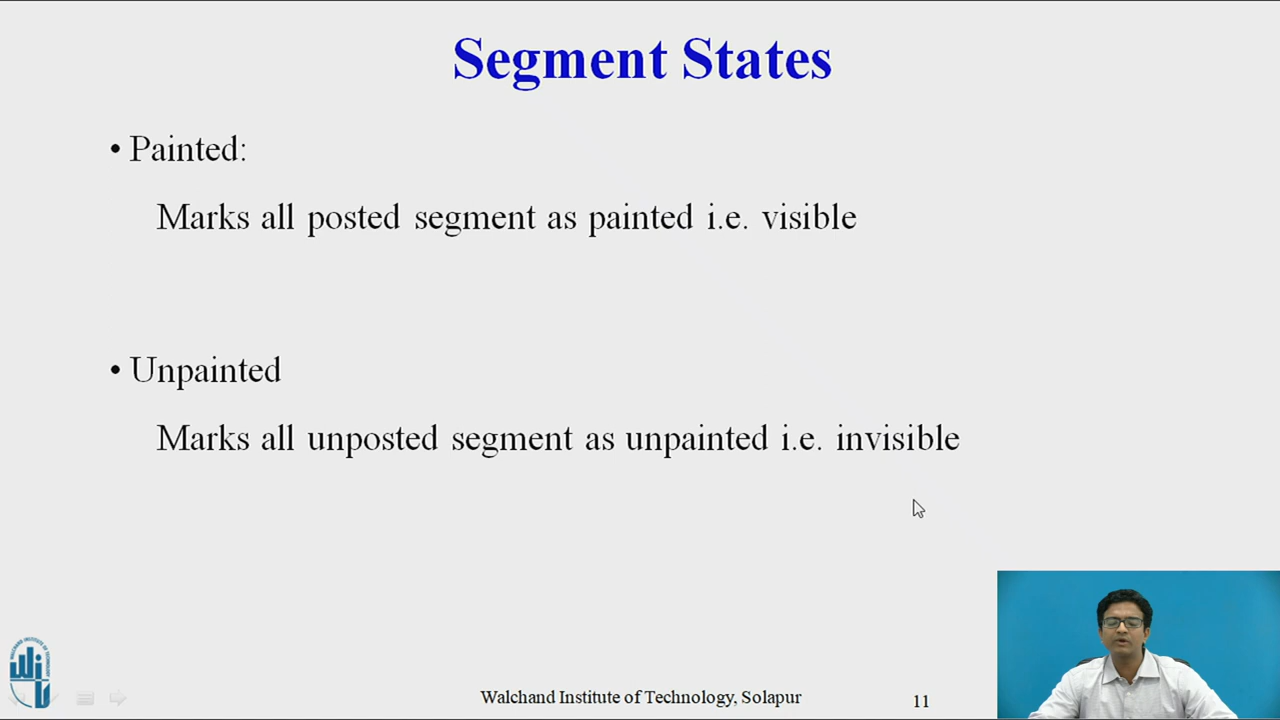 Segment States
• Painted:
Marks all posted segment as painted i.e. visible
• Unpainted
Marks all unposted segment as unpainted i.e. invisible
Walchand Institute of Technology, Solapur
11